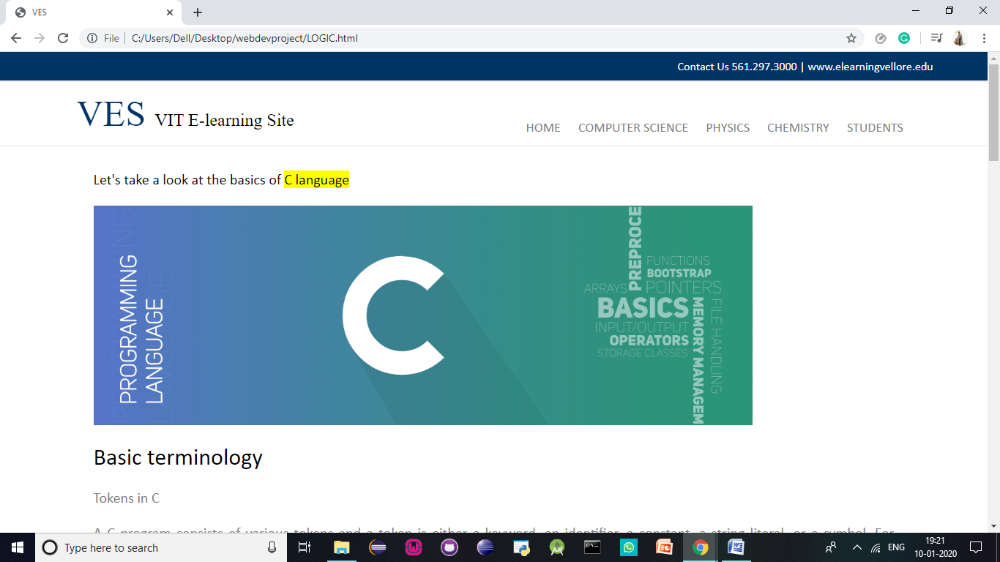 VES
File
C:/Users/Dell/Desktop/webdevproject/LOGIC.html
Contact Us 561.297.3000 | www.elearningvellore.edu
VES VIT E-learning Site
HOME COMPUTER SCIENCE PHYSICS CHEMISTRY STUDENTS
Let's take a look at the basics of C language
PROGRAMMING
LANGUAGE
C
PREPROCE
FUNCTIONS
BOOTSTRAP
ARRAYS
POINTERS
BASICS
INPUT/OUTPUT
OPERATORS
STORAGE CLASSES
MEMORY MANAGEM
FILE HANDLING
Basic terminology
Tokens in C
A C program consists of various tokens and a token is either a keyword, an identifier, a constant, a string literal, or a symbol. For
Type here to search
ENG
19:21
10-01-2020